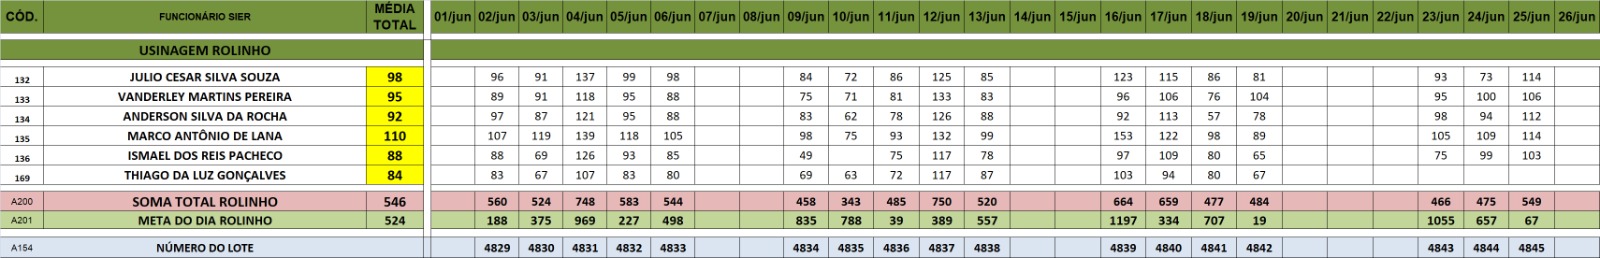 CÓD. FUNCIONÁRIO SIER MÉDIA TOTAL 01/jun 02/jun 03/jun 04/jun 05/jun 06/jun 07/jun 08/jun 09/jun 10/jun 11/jun 12/jun 13/jun 14/jun 15/jun 16/jun 17/jun 18/jun 19/jun 20/jun 21/jun 22/jun 23/jun 24/jun 25/jun 26/jun
USINAGEM ROLINHO
132 JULIO CESAR SILVA SOUZA 98 96 91 137 99 98 84 72 86 125 85 123 115 86 81 93 73 114
133 VANDERLEY MARTINS PEREIRA 95 89 91 118 95 88 75 71 81 133 83 96 106 76 104 95 100 106
134 ANDERSON SILVA DA ROCHA 92 97 87 121 95 88 83 62 78 126 88 92 113 57 78 98 94 112
135 MARCO ANTÔNIO DE LANA 110 107 119 139 118 105 98 75 93 132 99 153 122 98 89 105 109 114
136 ISMAEL DOS REIS PACHECO 88 88 69 126 93 85 49 75 117 78 97 109 80 65 75 99 103
169 THIAGO DA LUZ GONÇALVES 84 83 67 107 83 80 69 63 72 117 87 103 94 80 67
A200 SOMA TOTAL ROLINHO 546 560 524 748 583 544 458 343 485 750 520 664 659 477 484 466 475 549
A201 META DO DIA ROLINHO 524 188 375 969 227 498 835 788 39 389 557 1197 334 707 19 1055 657 67
A154 NÚMERO DO LOTE 4829 4830 4831 4832 4833 4834 4835 4836 4837 4838 4839 4840 4841 4842 4843 4844 4845